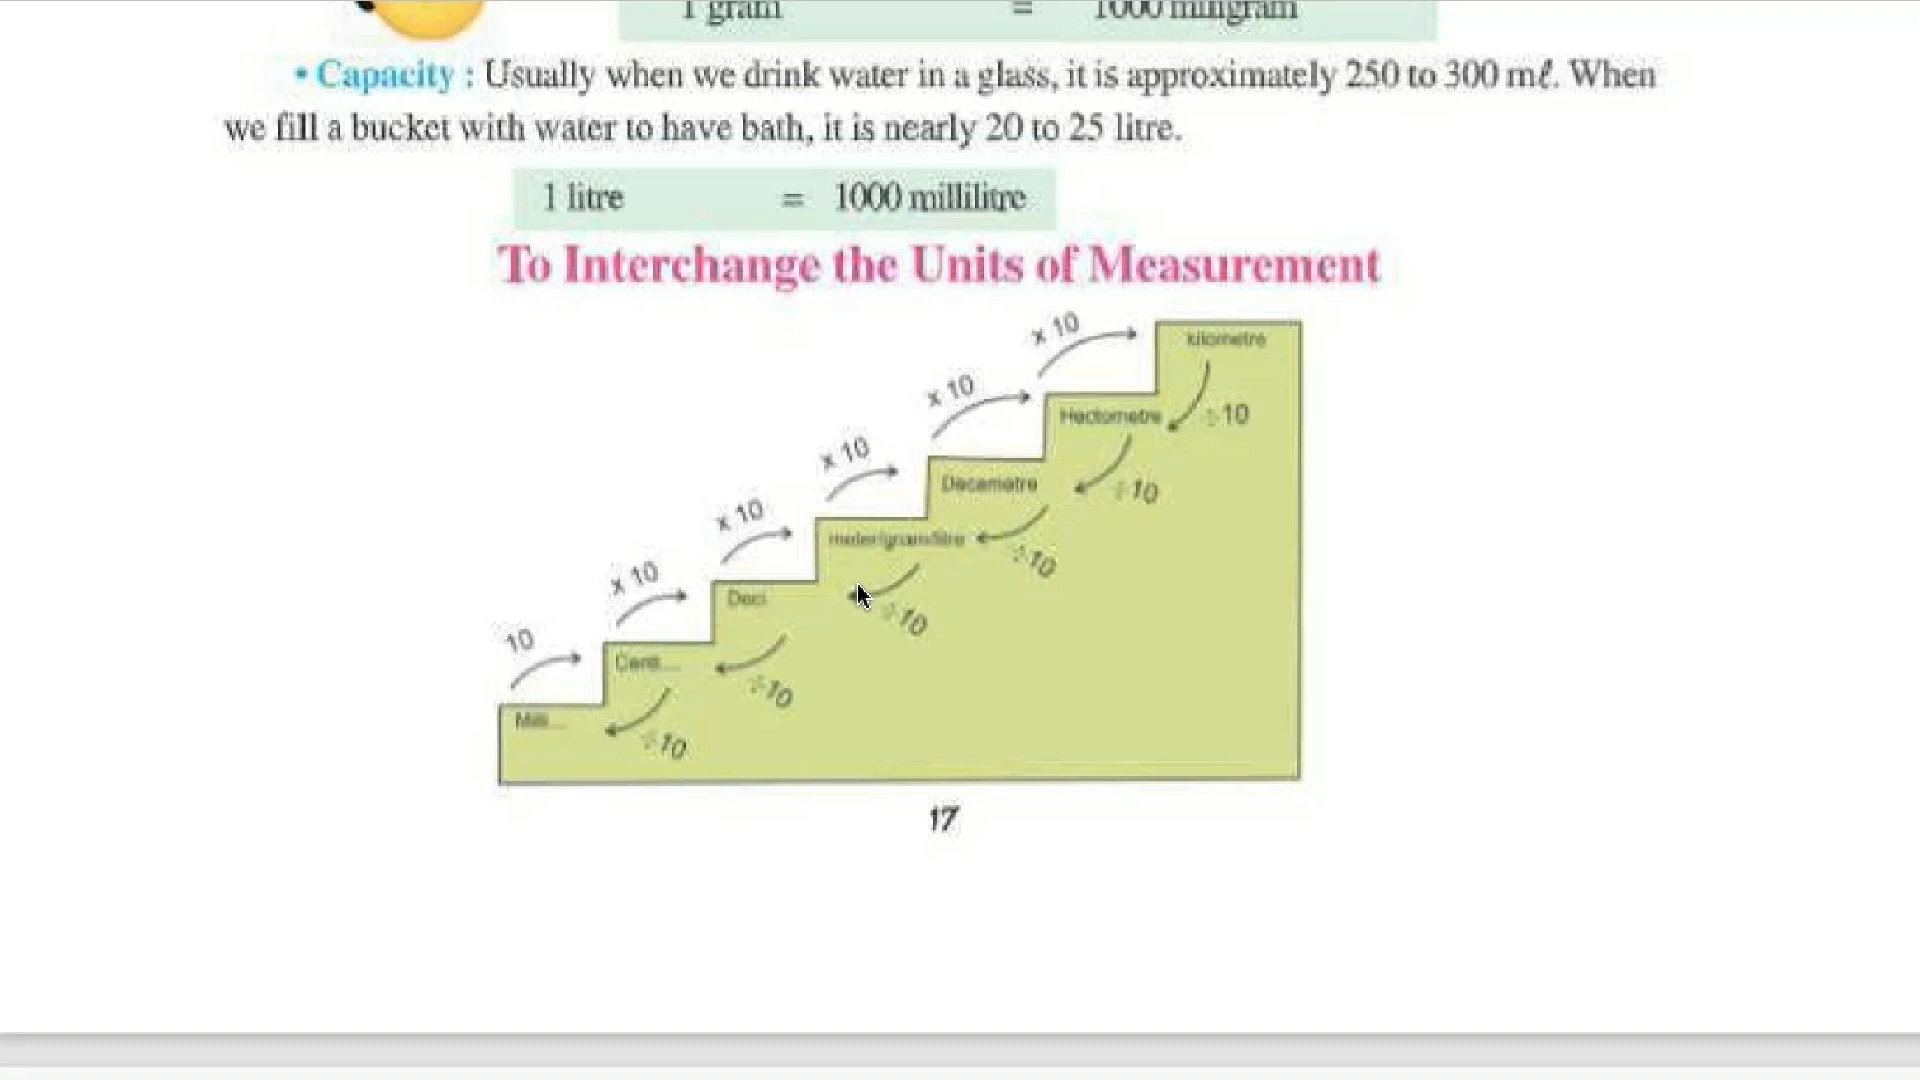 1 gram = 1000 milligram
• Capacity : Usually when we drink water in a glass, it is approximately 250 to 300 mℓ. When
we fill a bucket with water to have bath, it is nearly 20 to 25 litre.
1 litre = 1000 millilitre
To Interchange the Units of Measurement
x 10
kilometre
x 10
Hectometre
÷10
x 10
Decametre
÷10
x 10
meter/gram/litre
÷10
x 10
Deci
÷10
10
Centi...
÷10
Milli...
÷10
17